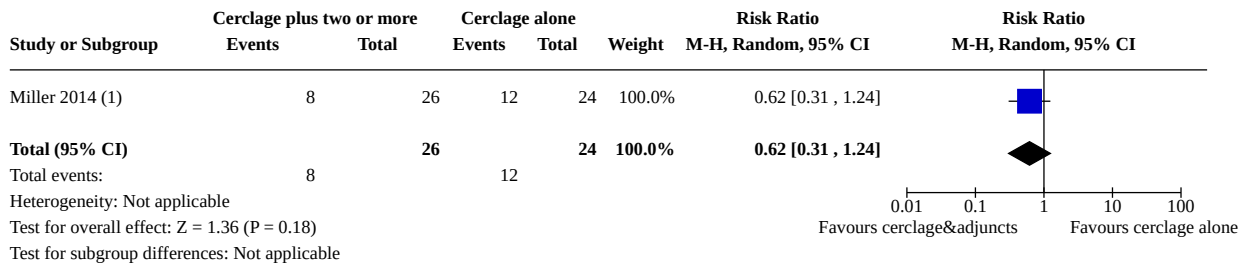 Cerclage plus two or more Cerclage alone Risk Ratio Risk Ratio
Study or Subgroup Events Total Events Total Weight M-H, Random, 95% CI M-H, Random, 95% CI
Miller 2014 (1) 8 26 12 24 100.0% 0.62 [0.31 , 1.24]
Total (95% CI) 26 24 100.0% 0.62 [0.31 , 1.24]
Total events: 8 12
Heterogeneity: Not applicable
0.01 0.1 1 10 100
Test for overall effect: Z = 1.36 (P = 0.18)
Favours cerclage&adjuncts Favours cerclage alone
Test for subgroup differences: Not applicable